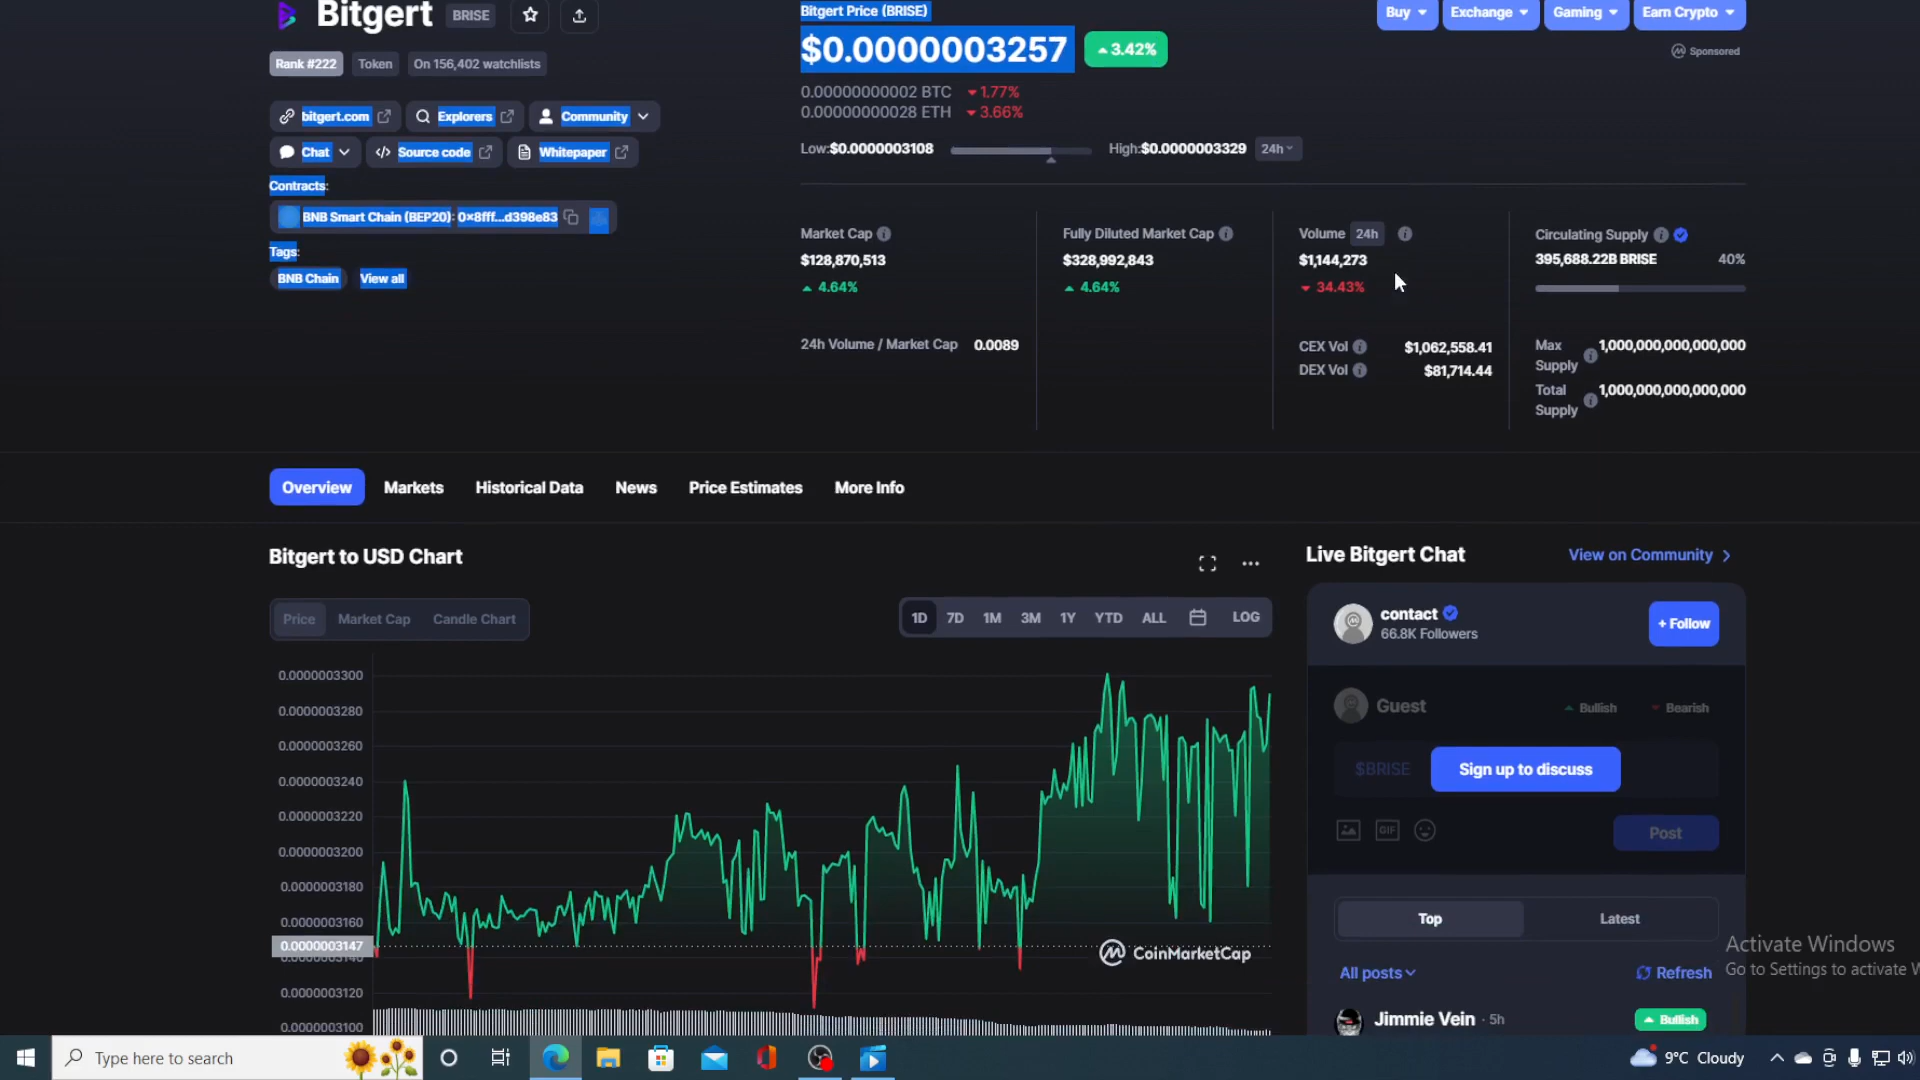 Bitgert BRISE
Rank #222 Token On 156,402 watchlists
bitgert.com Explorers Community
Chat Source code Whitepaper
Contracts:
BNB Smart Chain (BEP20): 0x8fff...d398e83
Tags:
BNB Chain View all
Bitgert Price (BRISE)
$0.0000003257 3.42%
0.00000000002 BTC 1.77%
0.00000000028 ETH 3.66%
Low:$0.0000003108 High:$0.0000003329 24h
Buy Exchange Gaming Earn Crypto
Sponsored
Market Cap
$128,870,513
4.64%
24h Volume / Market Cap 0.0089
Fully Diluted Market Cap
$328,992,843
4.64%
Volume 24h
$1,144,273
34.43%
CEX Vol $1,062,558.41
DEX Vol $81,714.44
Circulating Supply
395,688.22B BRISE 40%
Max Supply 1,000,000,000,000,000
Total Supply 1,000,000,000,000,000
Overview Markets Historical Data News Price Estimates More Info
Bitgert to USD Chart
Price Market Cap Candle Chart
1D 7D 1M 3M 1Y YTD ALL LOG
0.0000003300
0.0000003280
0.0000003260
0.0000003240
0.0000003220
0.0000003200
0.0000003180
0.0000003160
0.0000003147
0.0000003140
0.0000003120
0.0000003100
CoinMarketCap
Live Bitgert Chat View on Community
contact
66.8K Followers
+ Follow
Guest Bullish Bearish
$BRISE Sign up to discuss
GIF Post
Top Latest
All posts Refresh
Jimmie Vein · 5h Bullish
Activate Windows
Go to Settings to activate W
Type here to search
9°C Cloudy